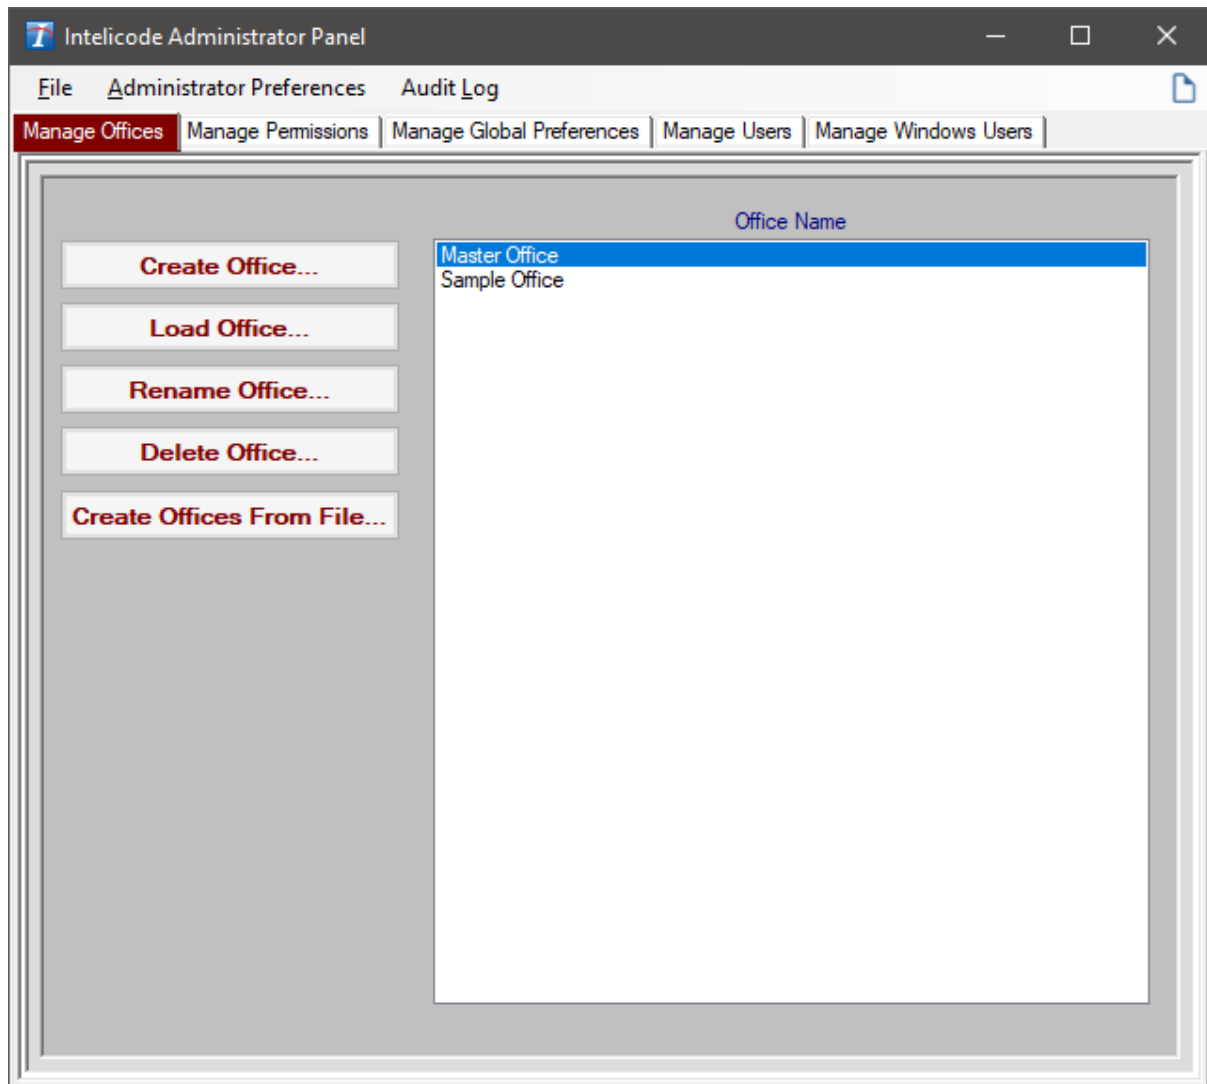 Intelicode Administrator Panel
File Administrator Preferences Audit Log
Manage Offices Manage Permissions Manage Global Preferences Manage Users Manage Windows Users
Office Name
Create Office...
Load Office...
Rename Office...
Delete Office...
Create Offices From File...
Master Office
Sample Office